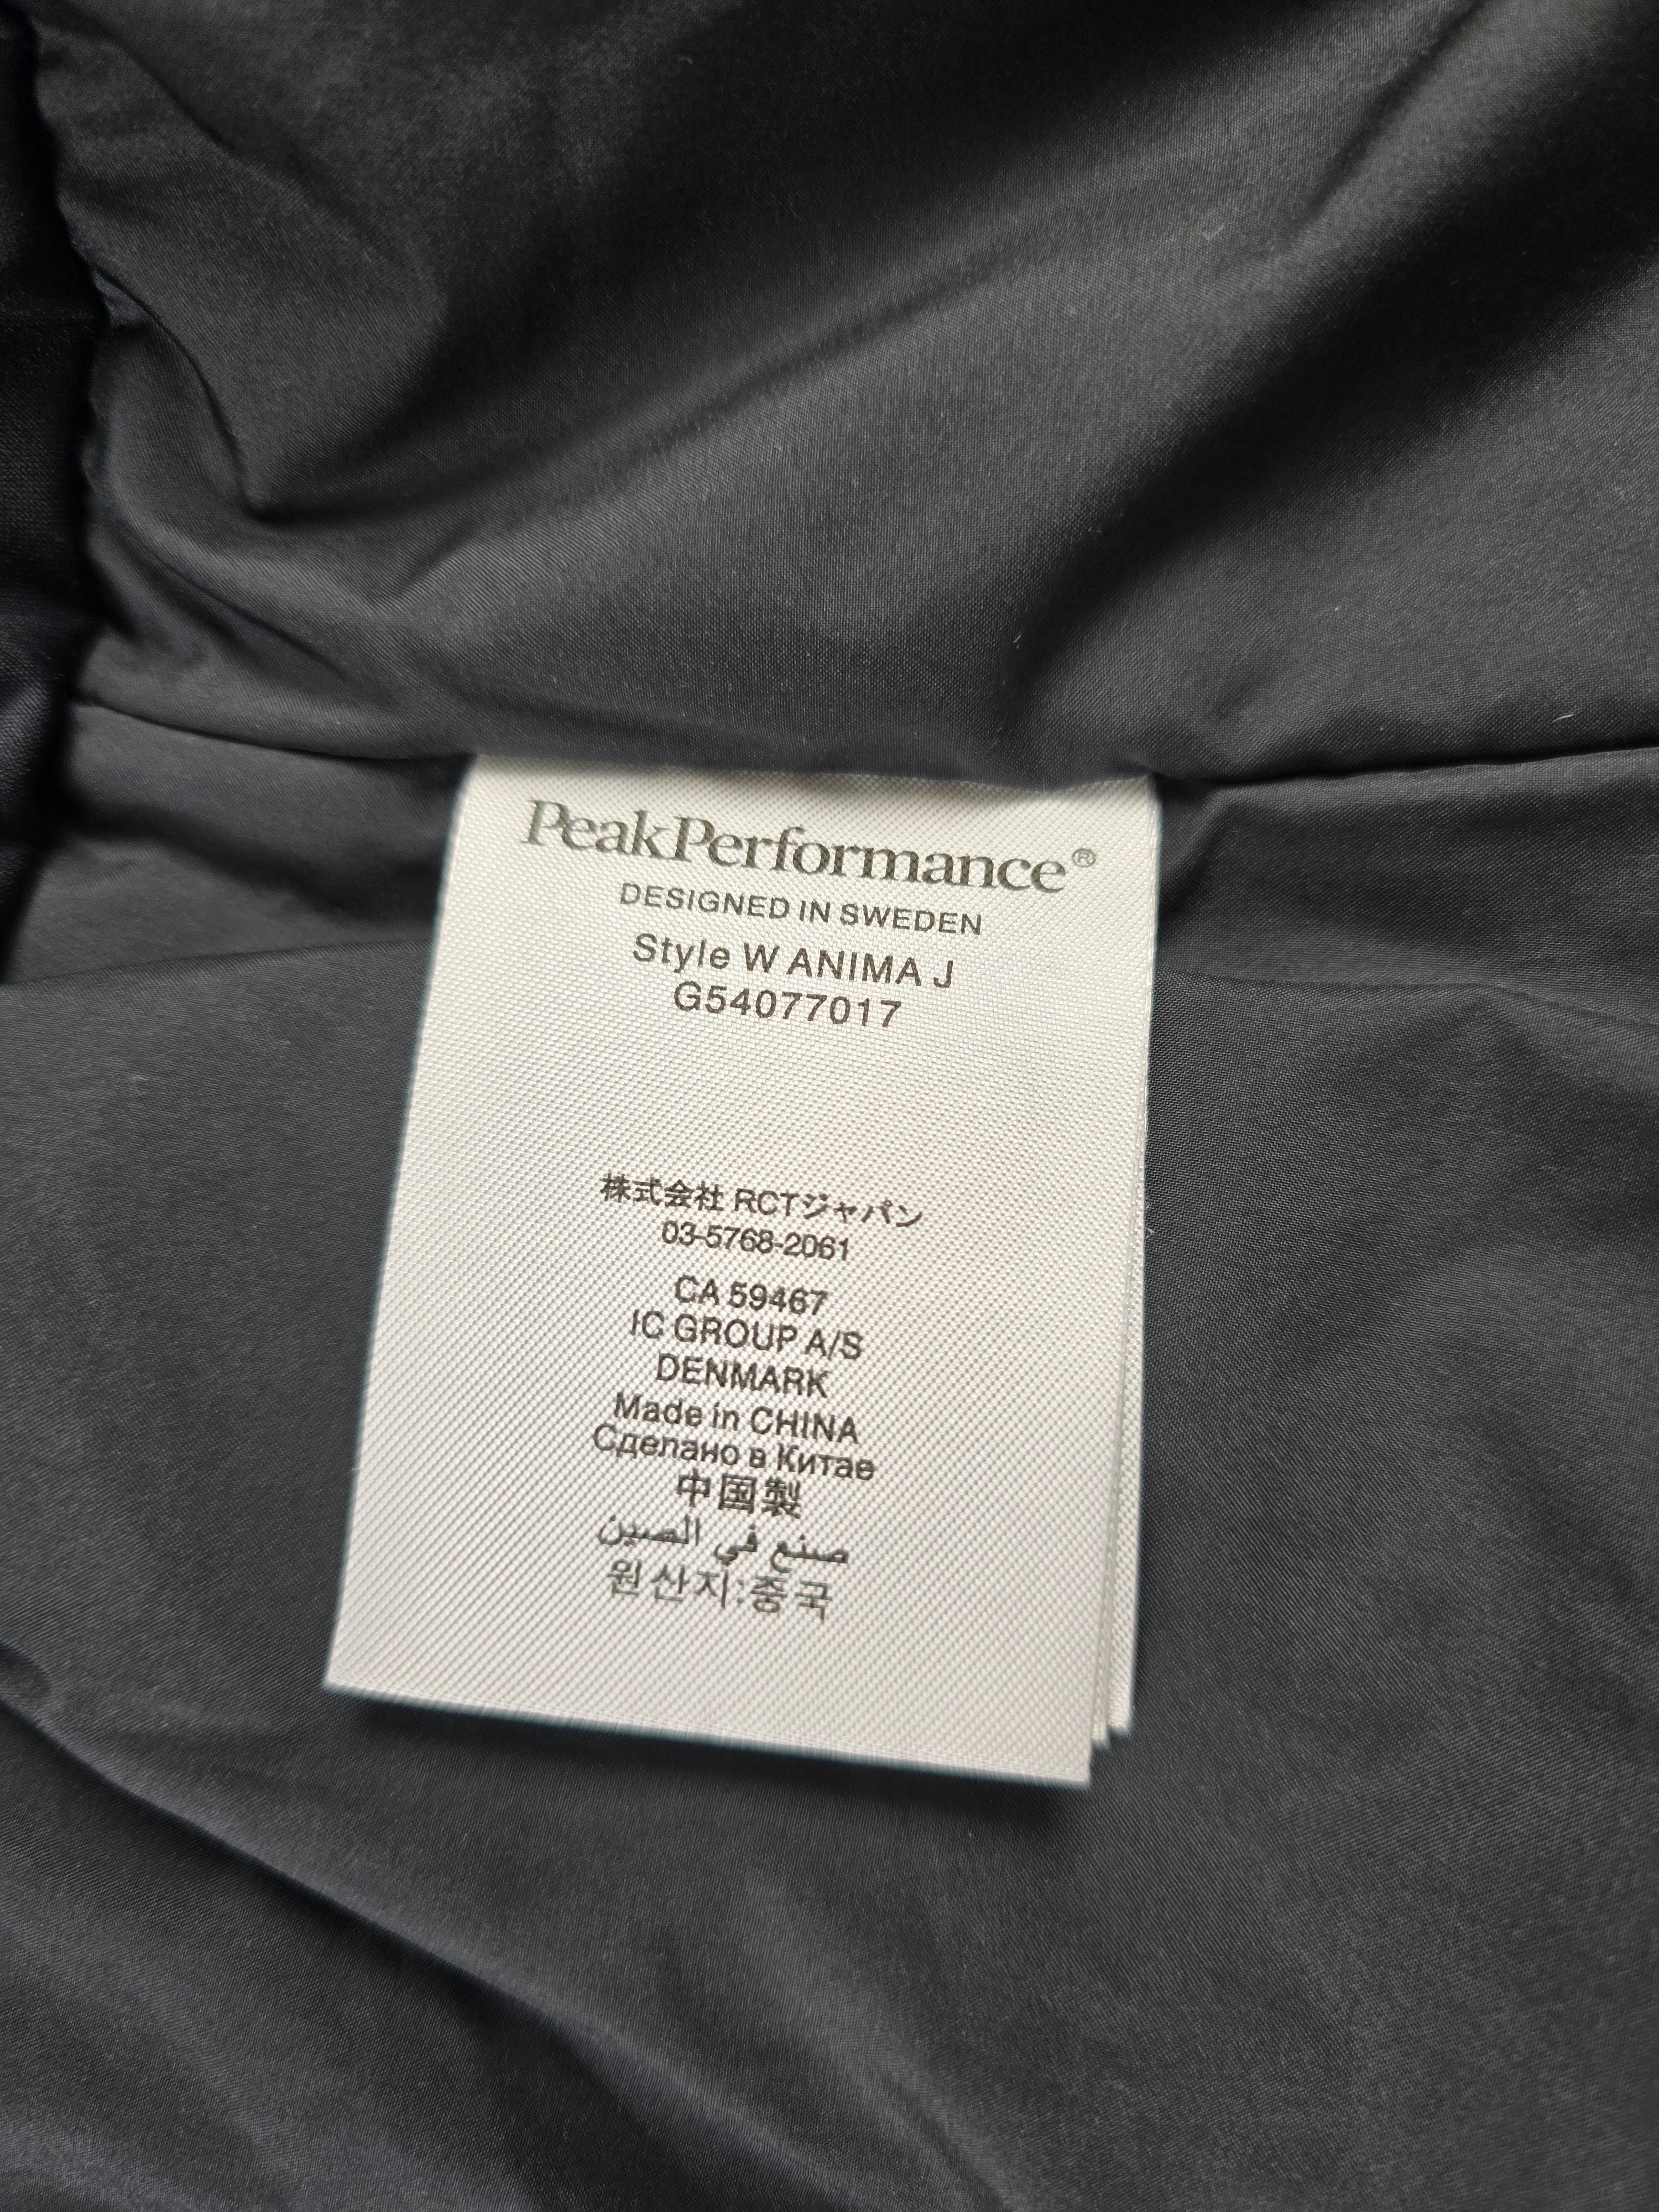 PeakPerformance®
DESIGNED IN SWEDEN
Style W ANIMA J
G54077017
株式会社 RCTジャパン
03-5768-2061
CA 59467
IC GROUP A/S
DENMARK
Made in CHINA
Сделано в Китае
中国製
صنع في الصين
원산지:중국